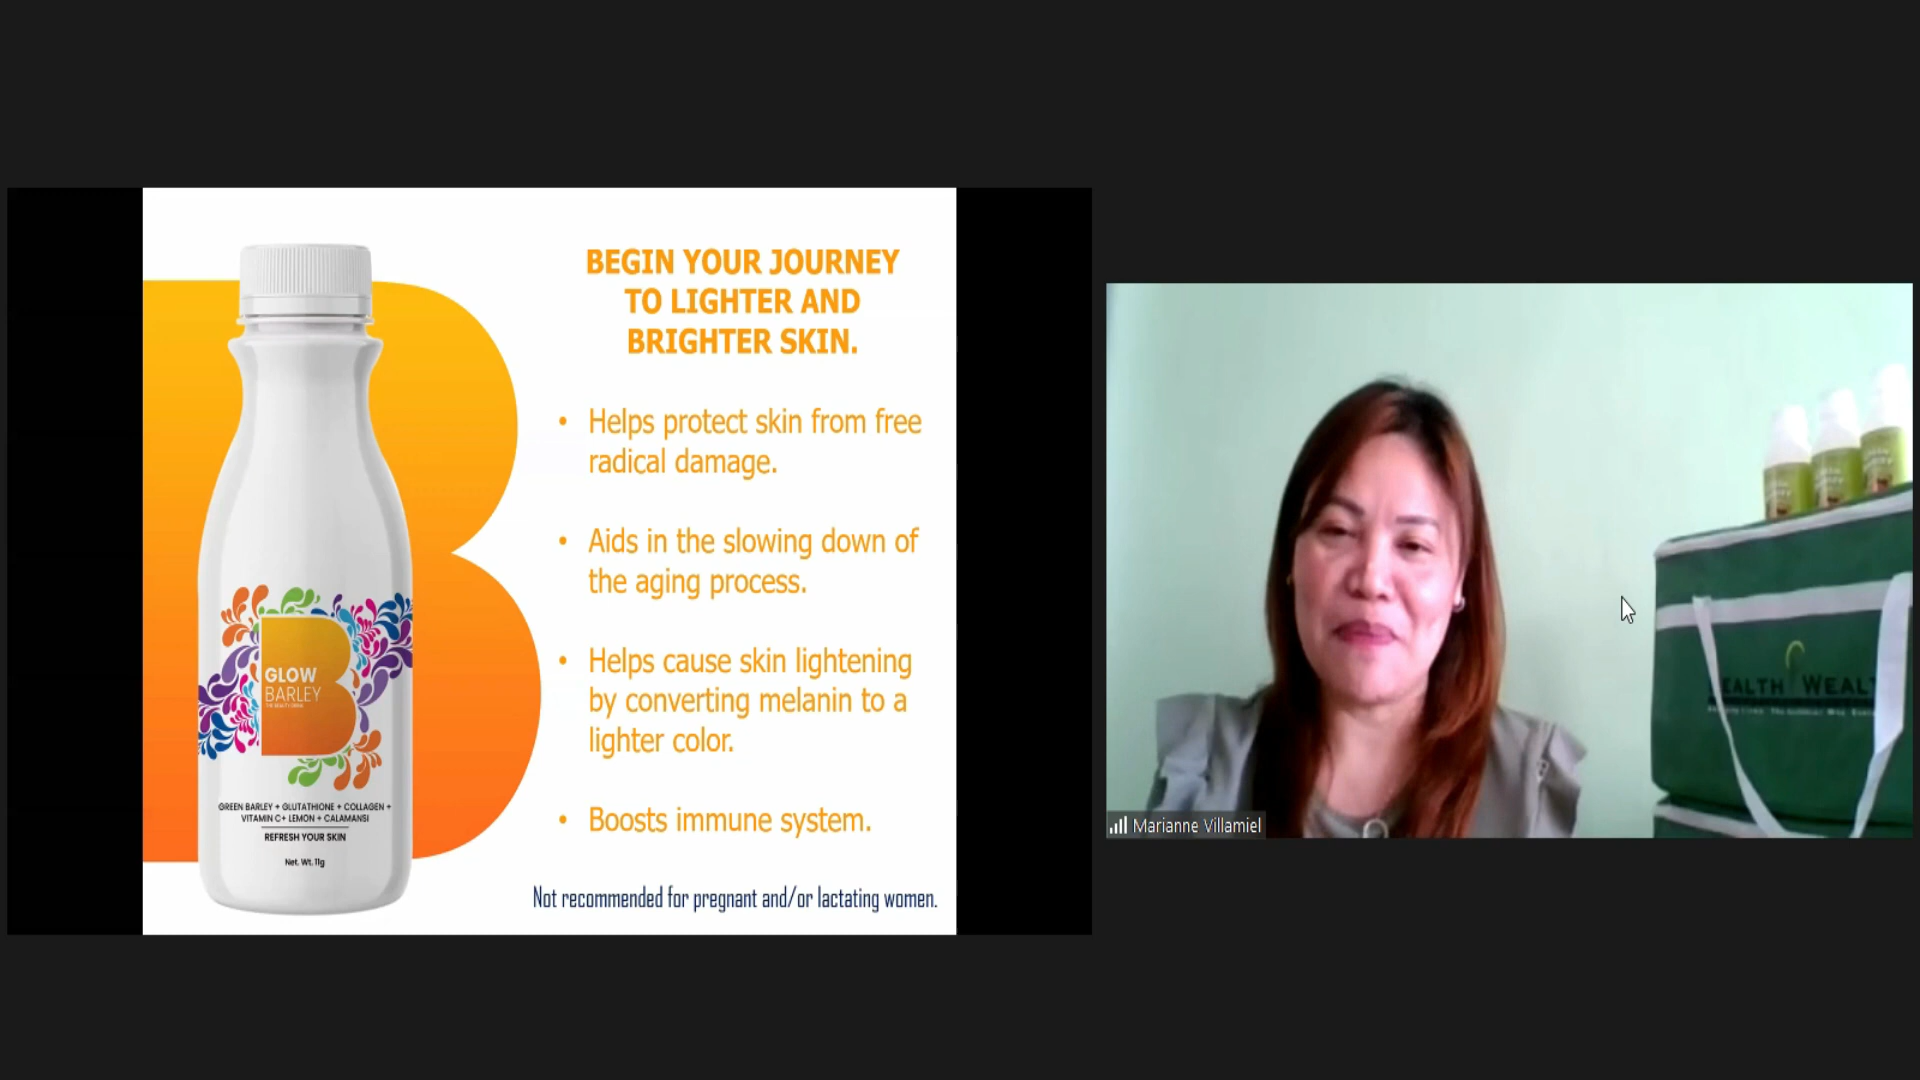 BEGIN YOUR JOURNEY
TO LIGHTER AND
BRIGHTER SKIN.
• Helps protect skin from free
radical damage.
• Aids in the slowing down of
the aging process.
• Helps cause skin lightening
by converting melanin to a
lighter color.
• Boosts immune system.
Not recommended for pregnant and/or lactating women.
GLOW
BARLEY
THE BEAUTY DRINK
GREEN BARLEY + GLUTATHIONE + COLLAGEN +
VITAMIN C+ LEMON + CALAMANSI
REFRESH YOUR SKIN
Net. Wt. 11g
Marianne Villamiel